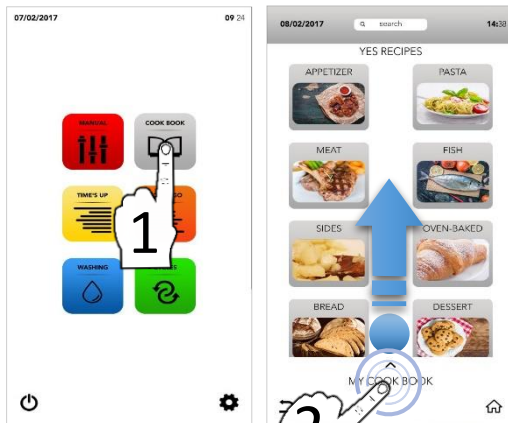 07/02/2017 09 24
MANUAL
COOK BOOK
TIME'S UP
GO
WASHING
1
08/02/2017 search 14:38
YES RECIPES
APPETIZER PASTA
MEAT FISH
SIDES OVEN-BAKED
BREAD DESSERT
MY COOK BOOK
2